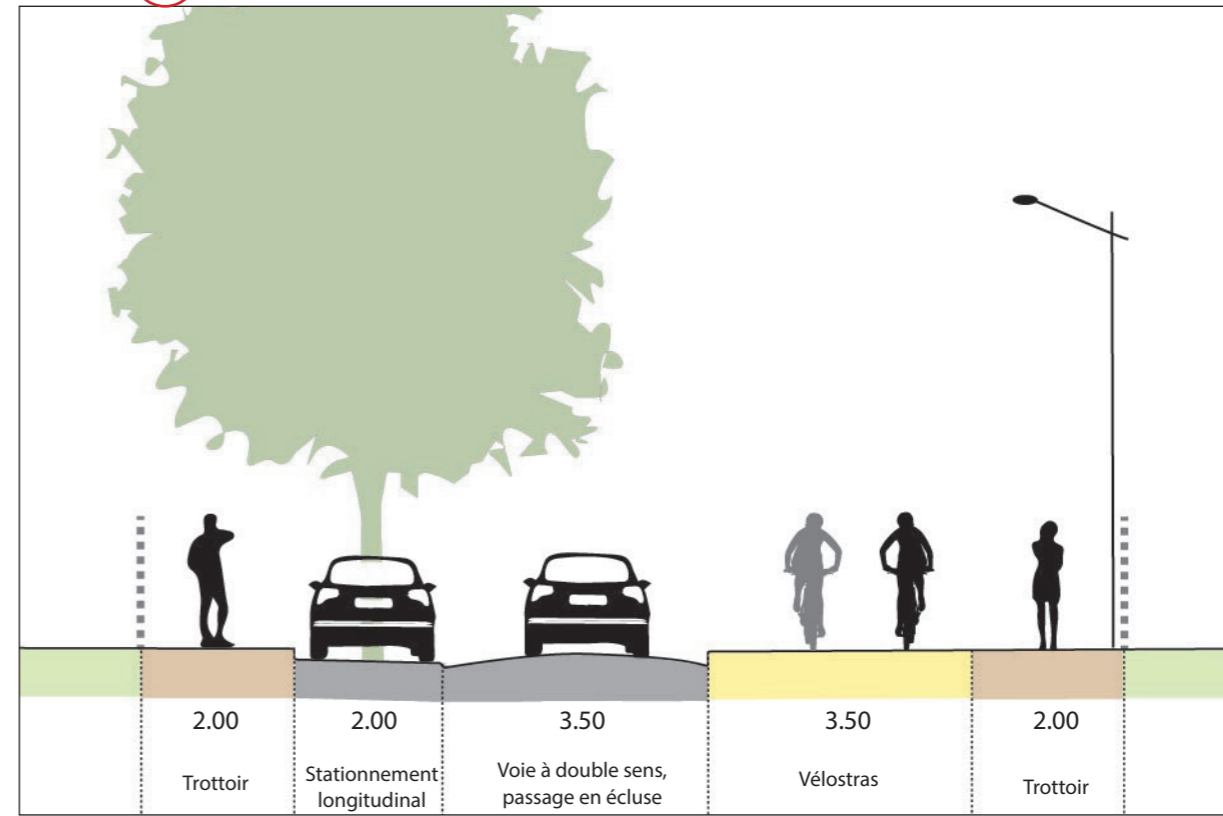 2.00 2.00 3.50 3.50 2.00
Trottoir
Stationnement
longitudinal
Voie à double sens,
passage en écluse
Vélostras
Trottoir